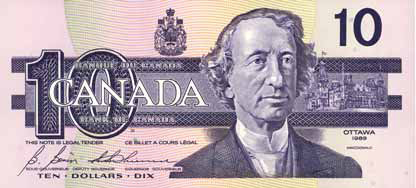 10
BANQUE DU CANADA
10
CANADA
BANK OF CANADA
OTTAWA
1989
MACDONALD
THIS NOTE IS LEGAL TENDER
CE BILLET A COURS LÉGAL
TEN • DOLLARS • DIX